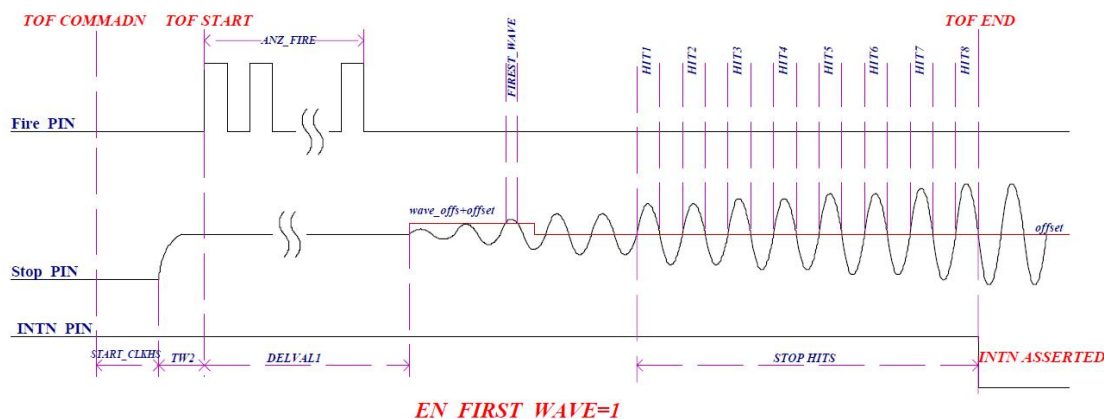 TOF COMMADN
TOF START
TOF END
ANZ_FIRE
FIREST_WAVE
HIT1
HIT2
HIT3
HIT4
HIT5
HIT6
HIT7
HIT8
Fire PIN
wave_offs+offset
offset
Stop PIN
INTN PIN
START_CLKHS
TW2
DELVAL1
STOP HITS
INTN ASSERTED
EN FIRST WAVE=1